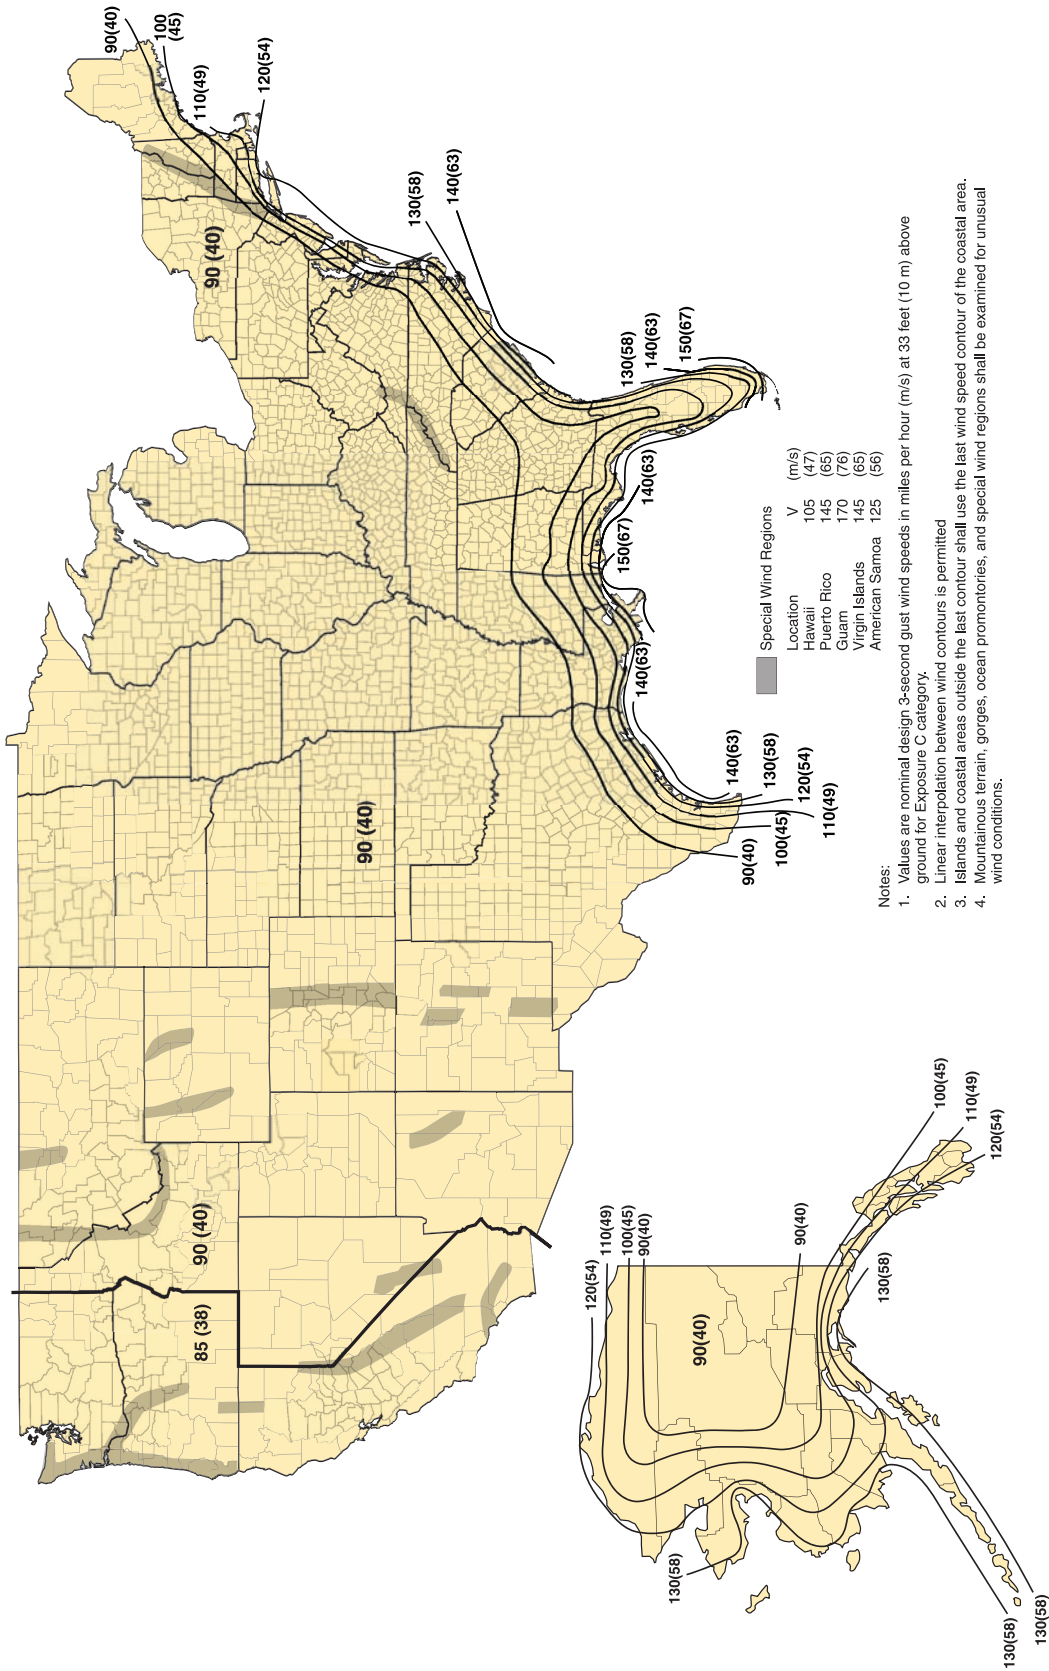 90(40)
100
(45)
110(49)
120(54)
90 (40)
130(58)
140(63)
130(58)
140(63)
150(67)
140(63)
150(67)
140(63)
90 (40)
140(63)
130(58)
120(54)
110(49)
100(45)
90(40)
90 (40)
85 (38)
Special Wind Regions
Location V (m/s)
Hawaii 105 (47)
Puerto Rico 145 (65)
Guam 170 (76)
Virgin Islands 145 (65)
American Samoa 125 (56)
Notes:
1. Values are nominal design 3-second gust wind speeds in miles per hour (m/s) at 33 feet (10 m) above
ground for Exposure C category.
2. Linear interpolation between wind contours is permitted
3. Islands and coastal areas outside the last contour shall use the last wind speed contour of the coastal area.
4. Mountainous terrain, gorges, ocean promontories, and special wind regions shall be examined for unusual
wind conditions.
120(54)
110(49)
100(45)
90(40)
90(40)
90(40)
100(45)
110(49)
120(54)
130(58)
130(58)
130(58)
130(58)